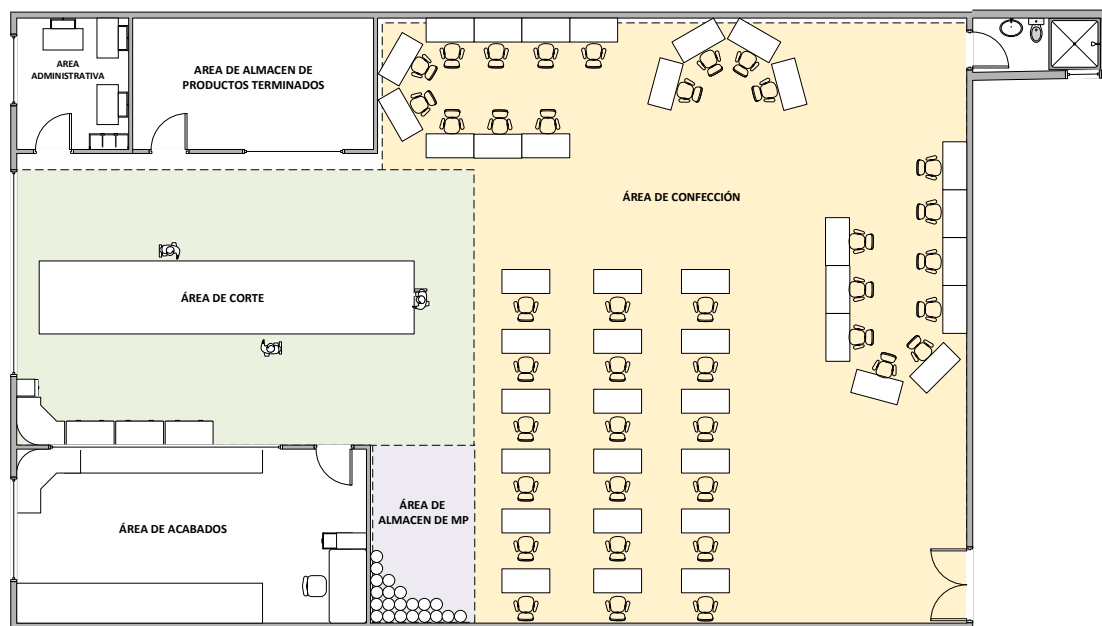 AREA
ADMINISTRATIVA
AREA DE ALMACEN DE
PRODUCTOS TERMINADOS
ÁREA DE CONFECCIÓN
ÁREA DE CORTE
ÁREA DE
ALMACEN DE MP
ÁREA DE ACABADOS